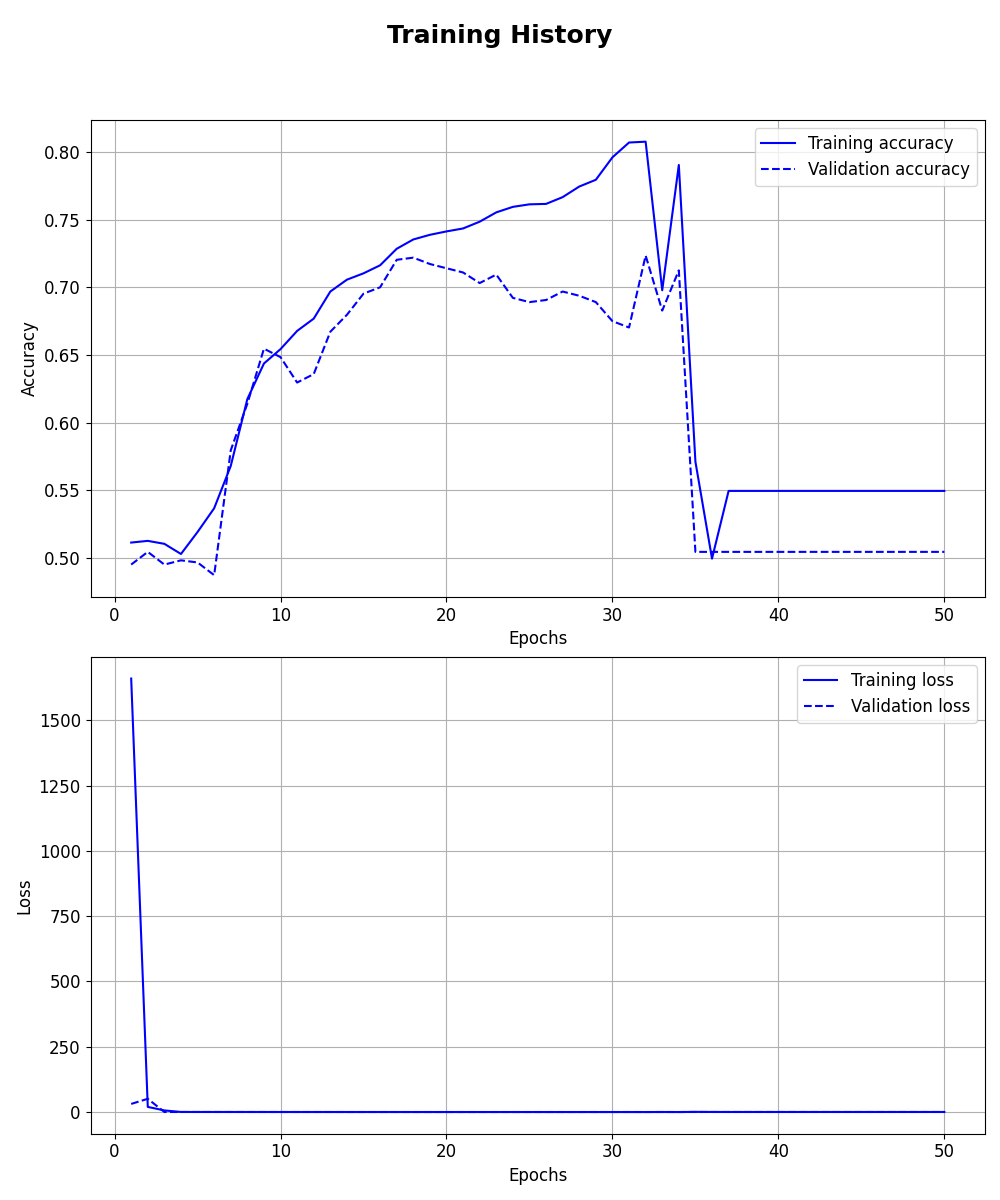 Training History
Training accuracy
Validation accuracy
0.80
0.75
0.70
0.65
0.60
0.55
0.50
Accuracy
0 10 20 30 40 50
Epochs
Training loss
Validation loss
1500
1250
1000
750
500
250
0
Loss
0 10 20 30 40 50
Epochs